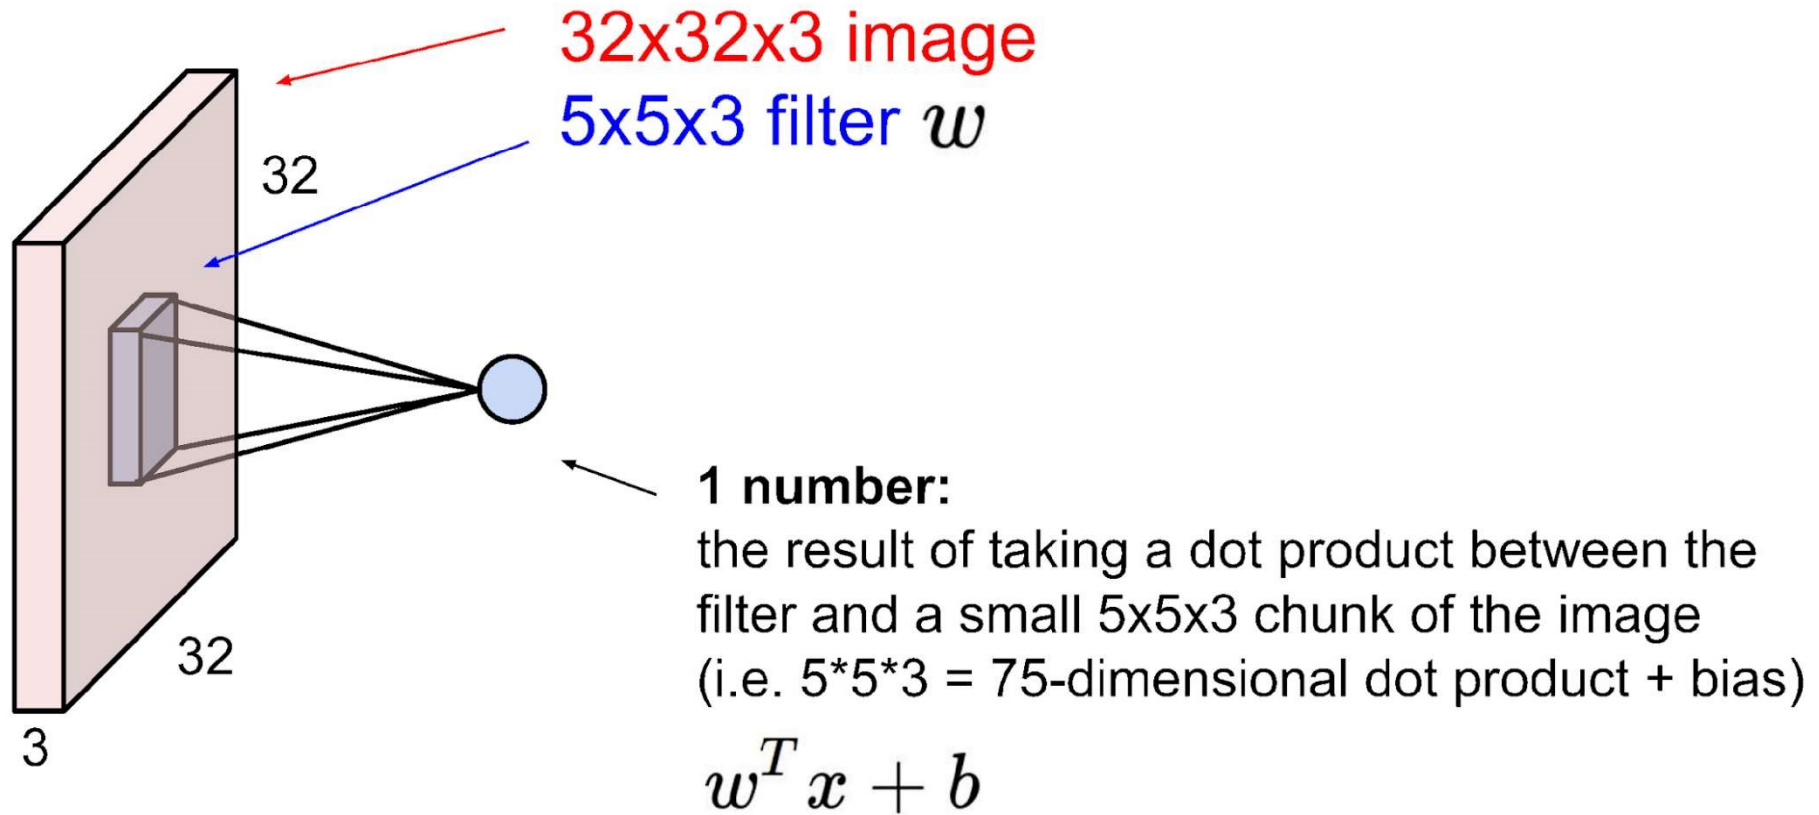 32x32x3 image
5x5x3 filter w
32
32
3
1 number:
the result of taking a dot product between the
filter and a small 5x5x3 chunk of the image
(i.e. 5*5*3 = 75-dimensional dot product + bias)
w^T x + b